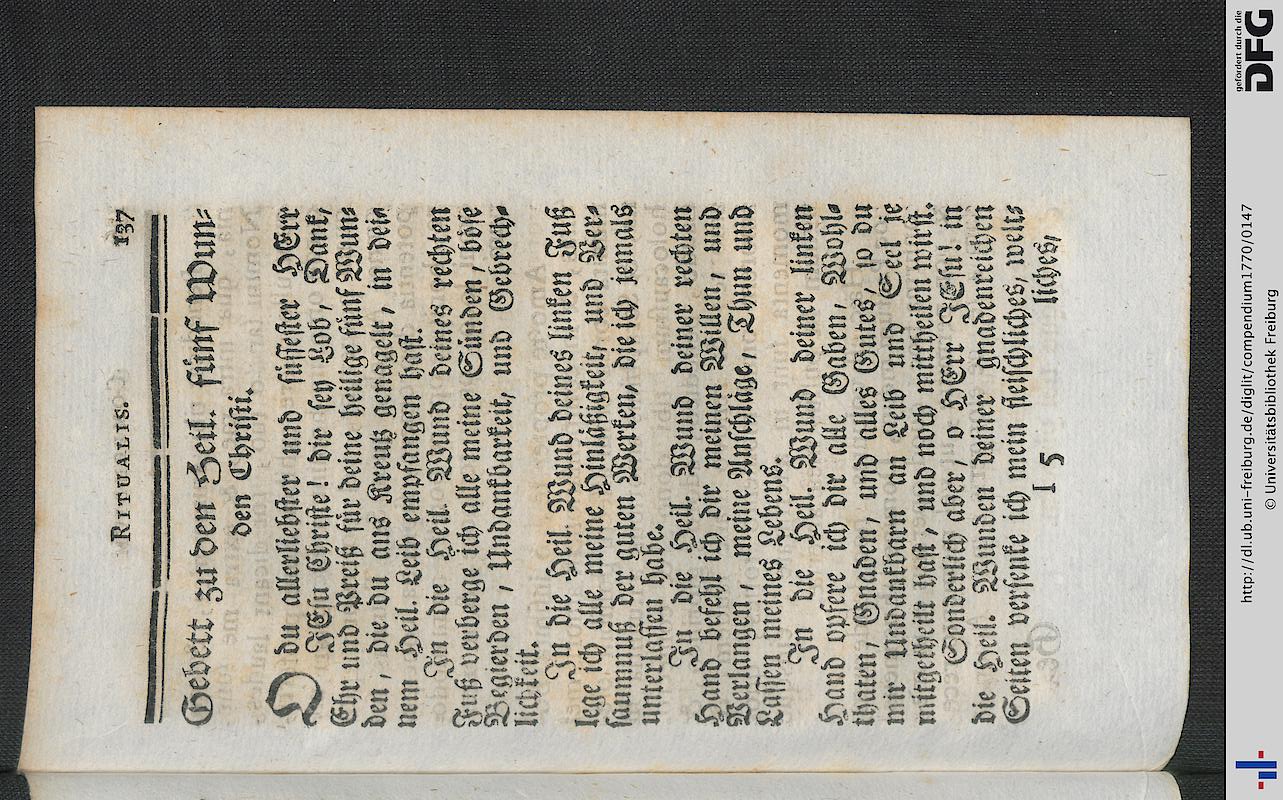 RITUALIS. 137
Gebett zu den Heil. fünf Wun⸗
den Christi.
O du allerliebster und süssester HErr
JEsu Christe! dir sey Lob, Dank,
Ehr und Preiß für deine heilige fünf Wun⸗
den, die du ans Kreutz genagelt, in dei⸗
nem Heil. Leib empfangen hast.
In die Heil. Wund deines rechten
Fuß verberge ich alle meine Sünden, böse
Begierden, Undankbarkeit, und Gebrech⸗
lichkeit.
In die Heil. Wund deines linken Fuß
lege ich alle meine Hinläßigkeit, und Ver⸗
saumnuß der guten Werken, die ich jemals
unterlassen habe.
In die Heil. Wund deiner rechten
Hand befehl ich dir meinen Willen, und
Verlangen, meine Anschläge, Thun und
Lassen meines Lebens.
In die Heil. Wund deiner linken
Hand opfere ich dir alle Gaben, Wohl⸗
thaten, Gnaden, und alles Gutes, so du
mir Undankbarn an Leib und Seel je
mitgetheilt hast, und noch mittheilen wirst.
Sonderlich aber, o HErr JEsu! in
die Heil. Wunden deiner gnadenreichen
Seiten versenke ich mein fleischliches, welt⸗
I 5 liches,
http://dl.ub.uni-freiburg.de/diglit/compendium1770/0147
© Universitätsbibliothek Freiburg
gefördert durch die
DFG